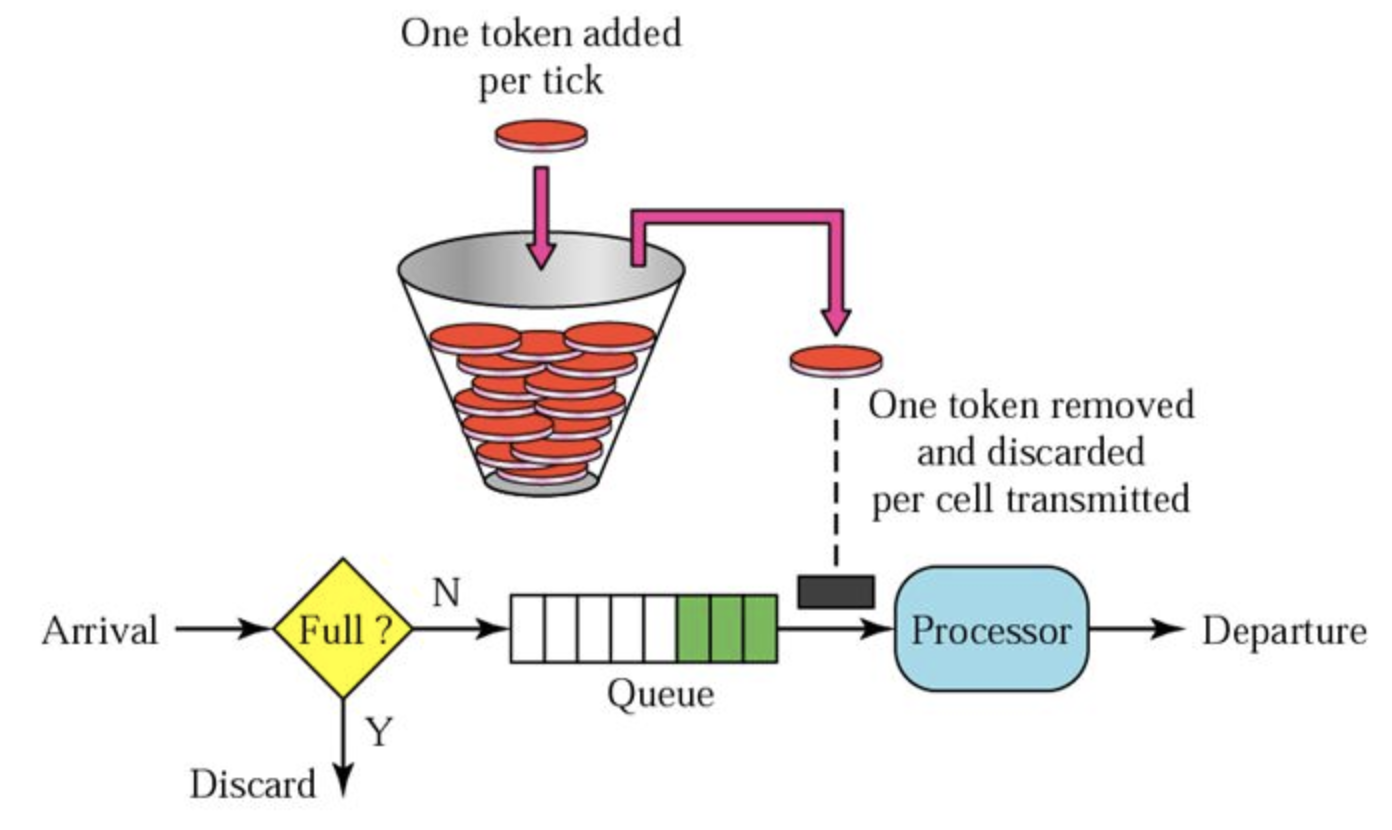 One token added
per tick
One token removed
and discarded
per cell transmitted
Arrival
Full ?
N
Y
Discard
Queue
Processor
Departure